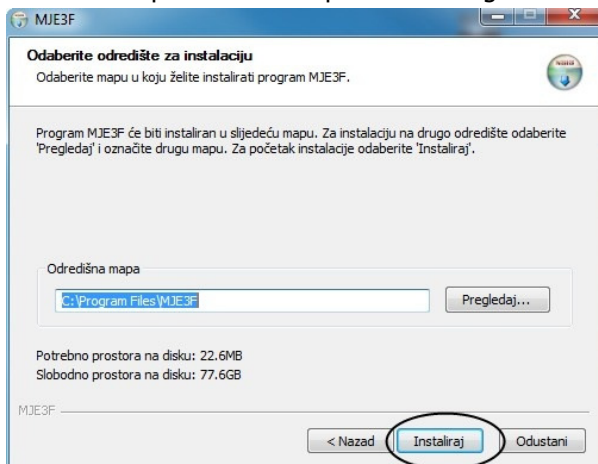 MJE3F
Odaberite odredište za instalaciju
Odaberite mapu u koju želite instalirati program MJE3F.
Program MJE3F će biti instaliran u slijedeću mapu. Za instalaciju na drugo odredište odaberite
'Pregledaj' i označite drugu mapu. Za početak instalacije odaberite 'Instaliraj'.
Odredišna mapa
C:\Program Files\MJE3F
Pregledaj...
Potrebno prostora na disku: 22.6MB
Slobodno prostora na disku: 77.6GB
MJE3F
< Nazad Instaliraj Odustani